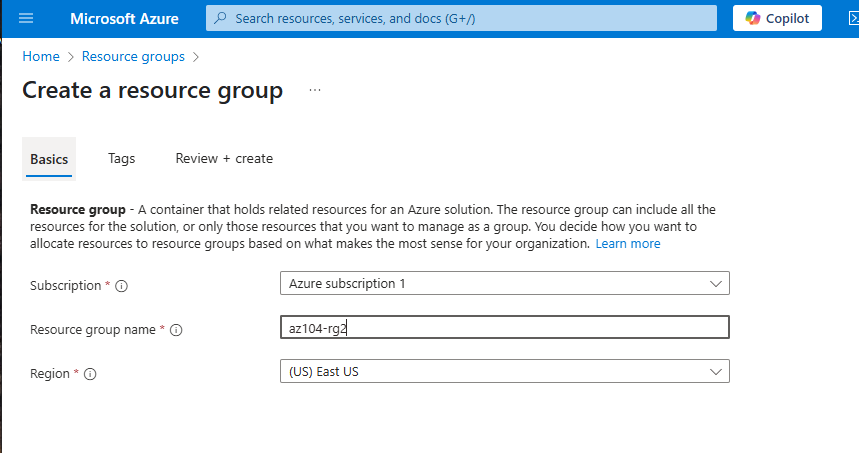 Microsoft Azure
Search resources, services, and docs (G+/)
Copilot
Home > Resource groups >
Create a resource group ...
Basics
Tags
Review + create
Resource group - A container that holds related resources for an Azure solution. The resource group can include all the
resources for the solution, or only those resources that you want to manage as a group. You decide how you want to
allocate resources to resource groups based on what makes the most sense for your organization. Learn more
Subscription *
Azure subscription 1
Resource group name *
az104-rg2
Region *
(US) East US